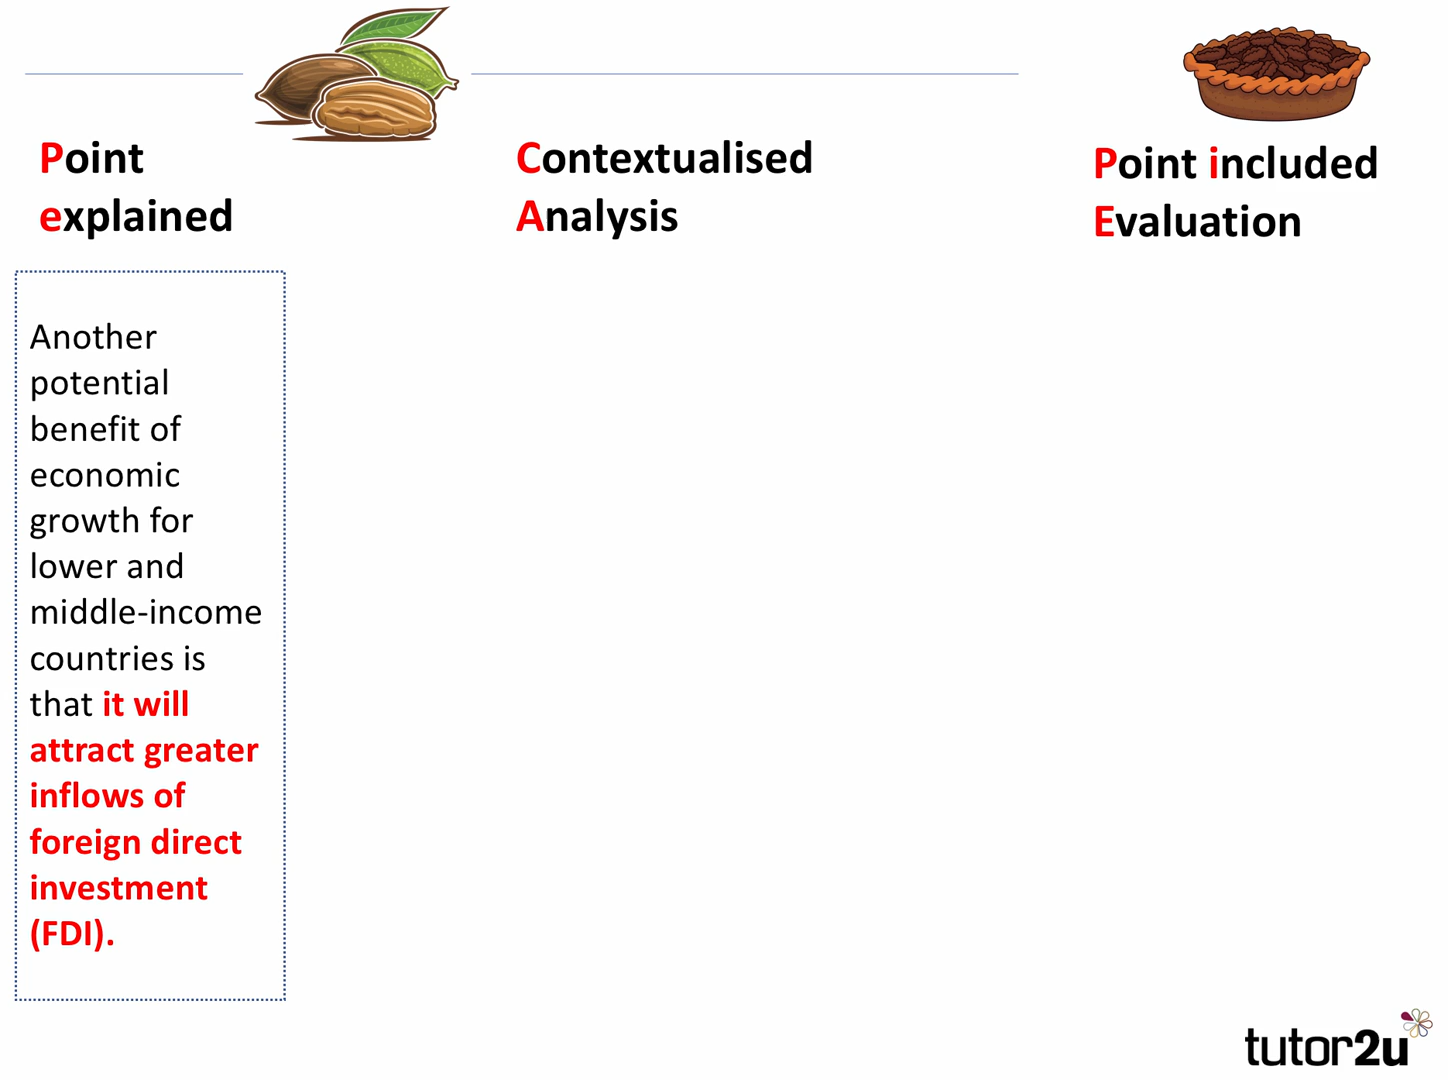 Point
explained
Contextualised
Analysis
Point included
Evaluation
Another
potential
benefit of
economic
growth for
lower and
middle-income
countries is
that it will
attract greater
inflows of
foreign direct
investment
(FDI).
tutor2u